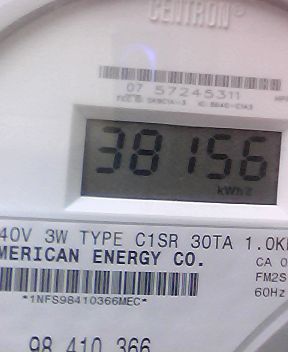 CENTRON®
07 57245311
38156
kWh
40V 3W TYPE C1SR 30TA 1.0K
MERICAN ENERGY CO.
CA 0
FM2S
60Hz
*1NFS98410366MEC*
98 410 366